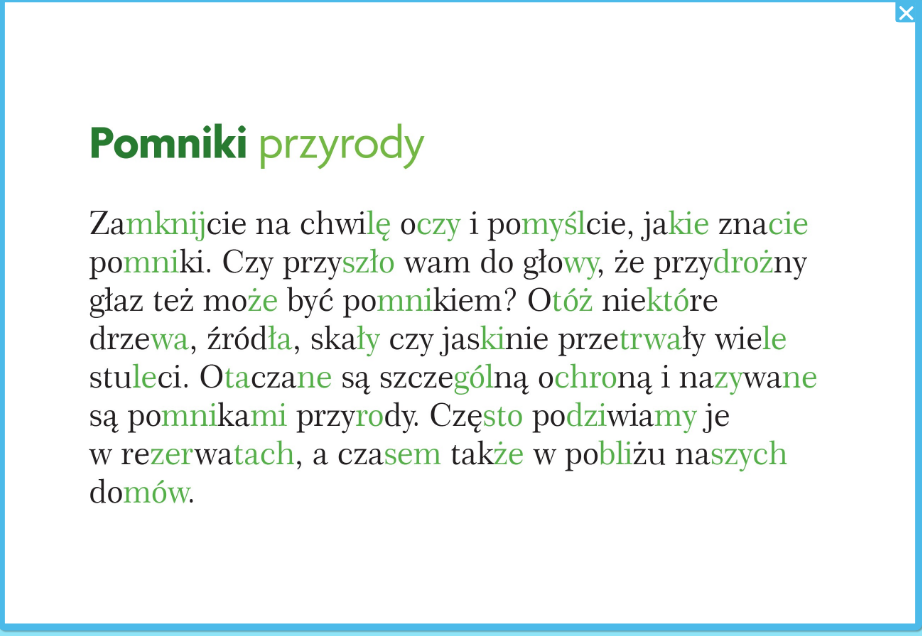 Pomniki przyrody
Zamknijcie na chwilę oczy i pomyślcie, jakie znacie
pomniki. Czy przyszło wam do głowy, że przydrożny
głaz też może być pomnikiem? Otóż niektóre
drzewa, źródła, skały czy jaskinie przetrwały wiele
stuleci. Otaczane są szczególną ochroną i nazywane
są pomnikami przyrody. Często podziwiamy je
w rezerwatach, a czasem także w pobliżu naszych
domów.